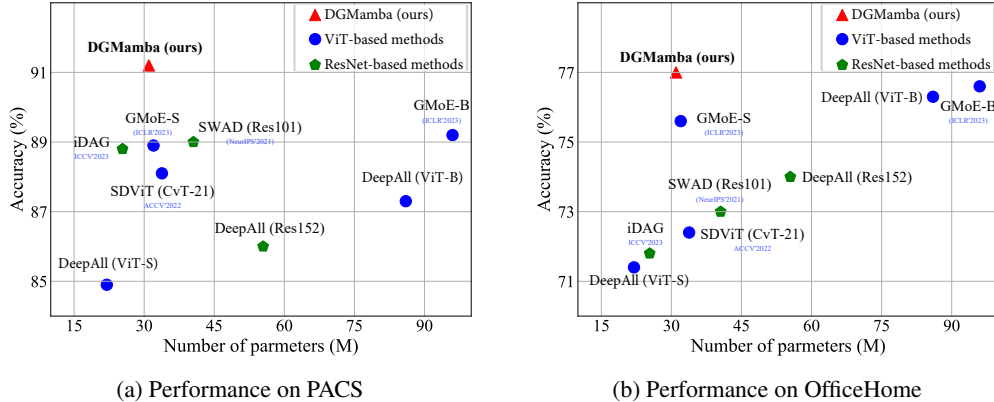 DGMamba (ours)
ViT-based methods
ResNet-based methods
DGMamba (ours)
GMoE-B
(ICLR'2023)
GMoE-S
(ICLR'2023)
SWAD (Res101)
(NeurIPS'2021)
iDAG
ICCV'2023
SDViT (CvT-21)
ACCV'2022
DeepAll (ViT-B)
DeepAll (Res152)
DeepAll (ViT-S)
91
89
87
85
Accuracy (%)
15 30 45 60 75 90
Number of parmeters (M)
(a) Performance on PACS
DGMamba (ours)
ViT-based methods
ResNet-based methods
DGMamba (ours)
DeepAll (ViT-B)
GMoE-B
(ICLR'2023)
GMoE-S
(ICLR'2023)
SWAD (Res101)
(NeurIPS'2021)
DeepAll (Res152)
iDAG
ICCV'2023
SDViT (CvT-21)
ACCV'2022
DeepAll (ViT-S)
77
75
73
71
Accuracy (%)
15 30 45 60 75 90
Number of parmeters (M)
(b) Performance on OfficeHome